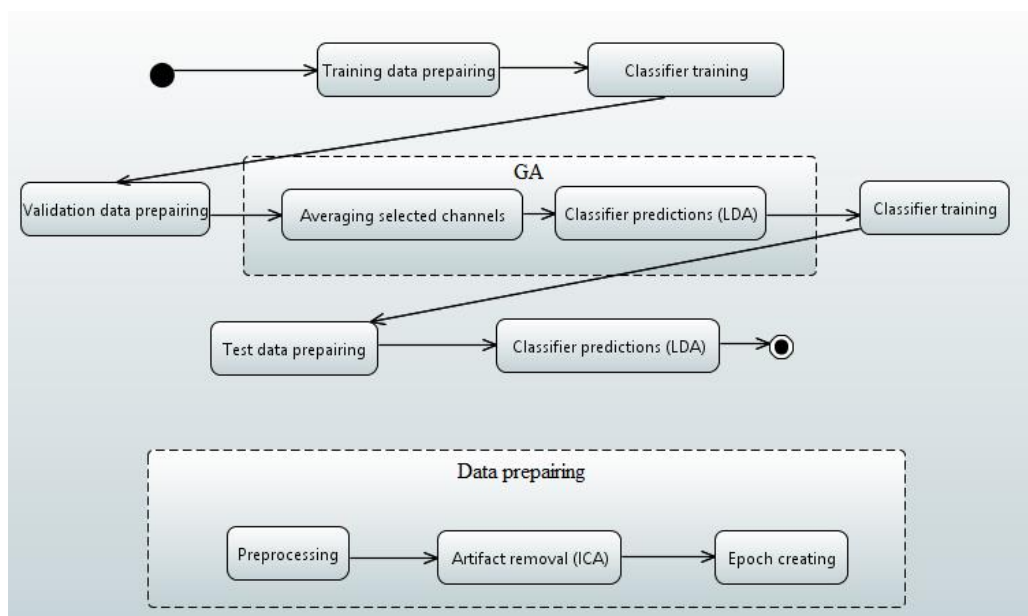 Training data prepairing
Classifier training
GA
Validation data prepairing
Averaging selected channels
Classifier predictions (LDA)
Classifier training
Test data prepairing
Classifier predictions (LDA)
Data prepairing
Preprocessing
Artifact removal (ICA)
Epoch creating